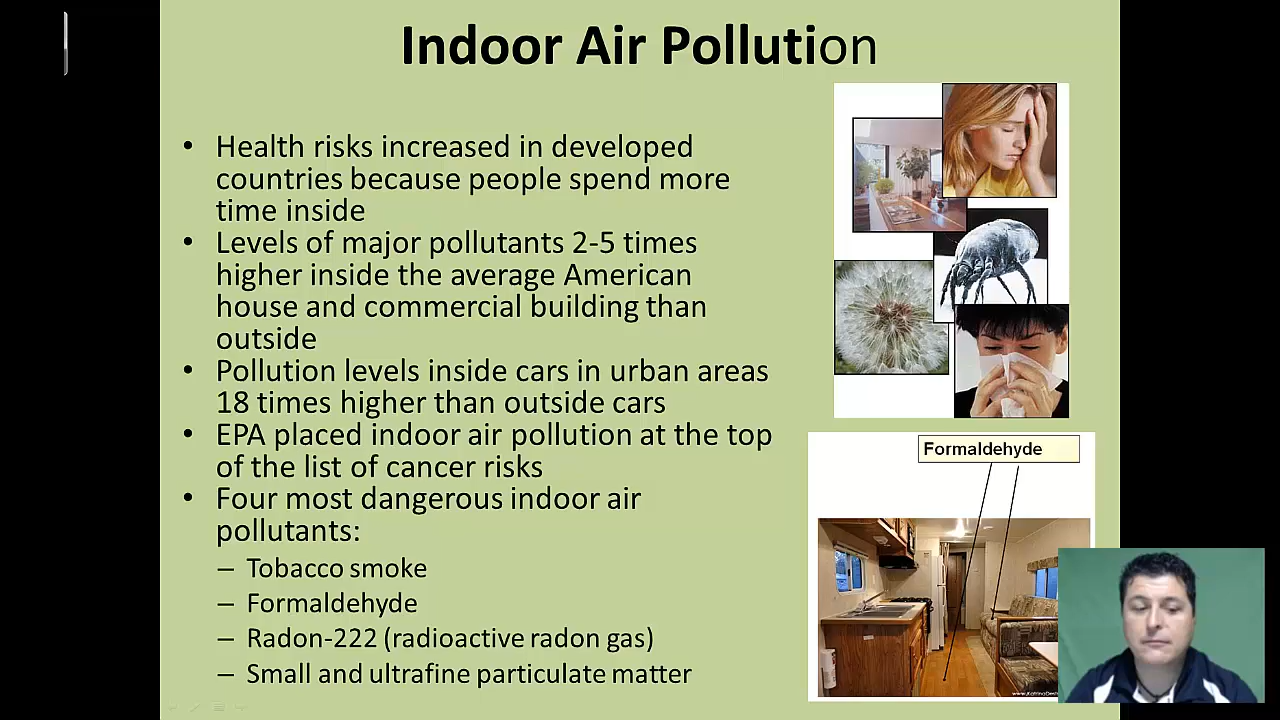 Indoor Air Pollution
• Health risks increased in developed
countries because people spend more
time inside
• Levels of major pollutants 2-5 times
higher inside the average American
house and commercial building than
outside
• Pollution levels inside cars in urban areas
18 times higher than outside cars
• EPA placed indoor air pollution at the top
of the list of cancer risks
• Four most dangerous indoor air
pollutants:
– Tobacco smoke
– Formaldehyde
– Radon-222 (radioactive radon gas)
– Small and ultrafine particulate matter
Formaldehyde